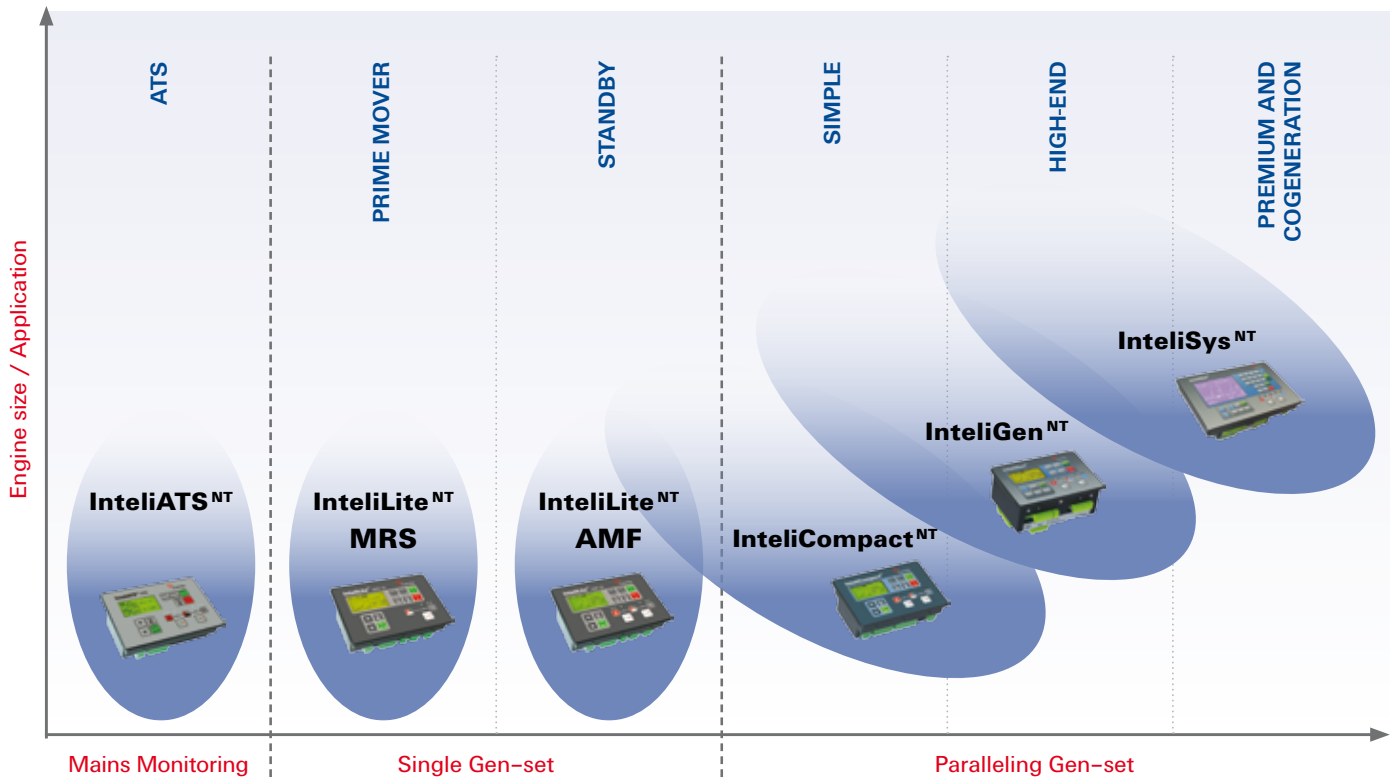 ATS
PRIME MOVER
STANDBY
SIMPLE
HIGH-END
PREMIUM AND
COGENERATION
Engine size / Application
InteliSys NT
InteliGen NT
InteliATS NT
InteliLite NT
MRS
InteliLite NT
AMF
InteliCompact NT
Mains Monitoring
Single Gen-set
Paralleling Gen-set